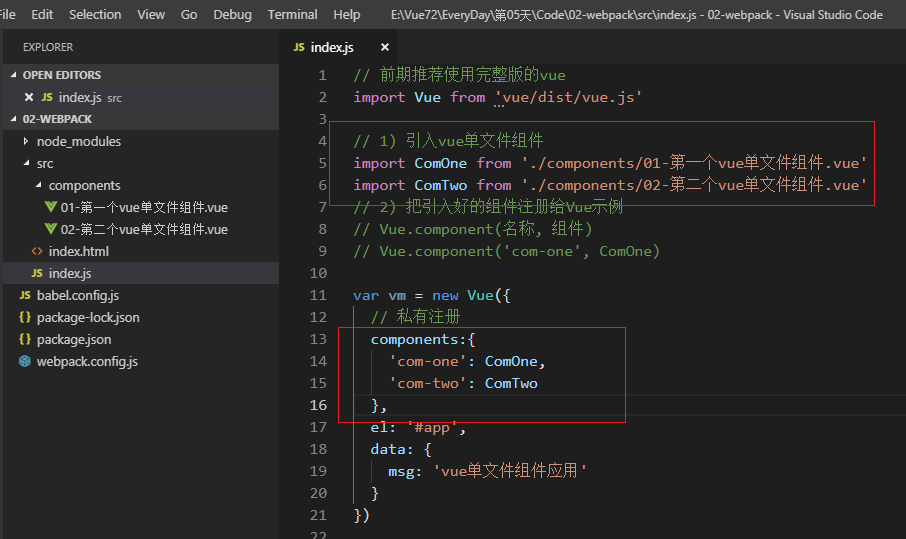 File Edit Selection View Go Debug Terminal Help E:\Vue72\EveryDay\第05天\Code\02-webpack\src\index.js - 02-webpack - Visual Studio Code
EXPLORER
OPEN EDITORS
JS index.js src
02-WEBPACK
node_modules
src
components
01-第一个vue单文件组件.vue
02-第二个vue单文件组件.vue
<> index.html
JS index.js
JS babel.config.js
{} package-lock.json
{} package.json
webpack.config.js
JS index.js ×
1 // 前期推荐使用完整版的vue
2 import Vue from 'vue/dist/vue.js'
3
4 // 1) 引入vue单文件组件
5 import ComOne from './components/01-第一个vue单文件组件.vue'
6 import ComTwo from './components/02-第二个vue单文件组件.vue'
7 // 2) 把引入好的组件注册给Vue示例
8 // Vue.component(名称, 组件)
9 // Vue.component('com-one', ComOne)
10
11 var vm = new Vue({
12 // 私有注册
13 components:{
14 'com-one': ComOne,
15 'com-two': ComTwo
16 },
17 el: '#app',
18 data: {
19 msg: 'vue单文件组件应用'
20 }
21 })
22